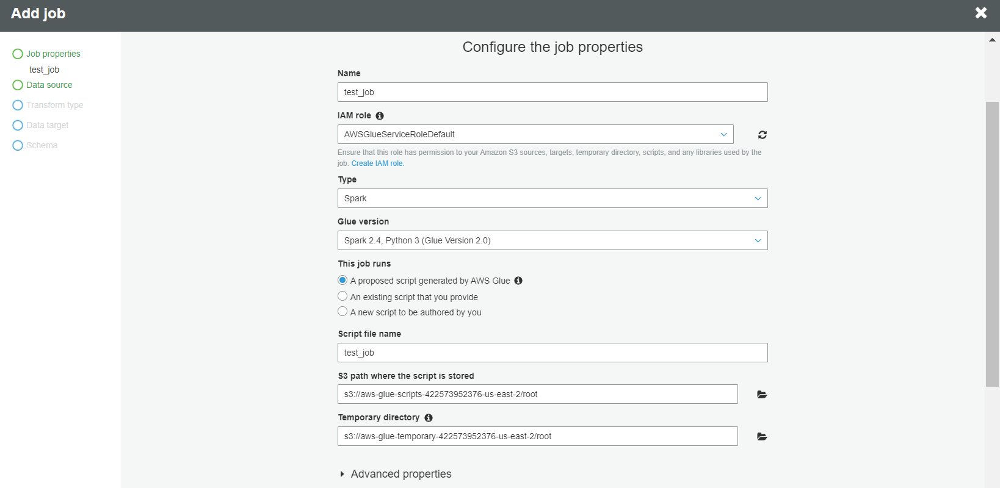 Add job
Job properties
test_job
Data source
Transform type
Data target
Schema
Configure the job properties
Name
test_job
IAM role
AWSGlueServiceRoleDefault
Ensure that this role has permission to your Amazon S3 sources, targets, temporary directory, scripts, and any libraries used by the
job. Create IAM role.
Type
Spark
Glue version
Spark 2.4, Python 3 (Glue Version 2.0)
This job runs
A proposed script generated by AWS Glue
An existing script that you provide
A new script to be authored by you
Script file name
test_job
S3 path where the script is stored
s3://aws-glue-scripts-422573952376-us-east-2/root
Temporary directory
s3://aws-glue-temporary-422573952376-us-east-2/root
Advanced properties